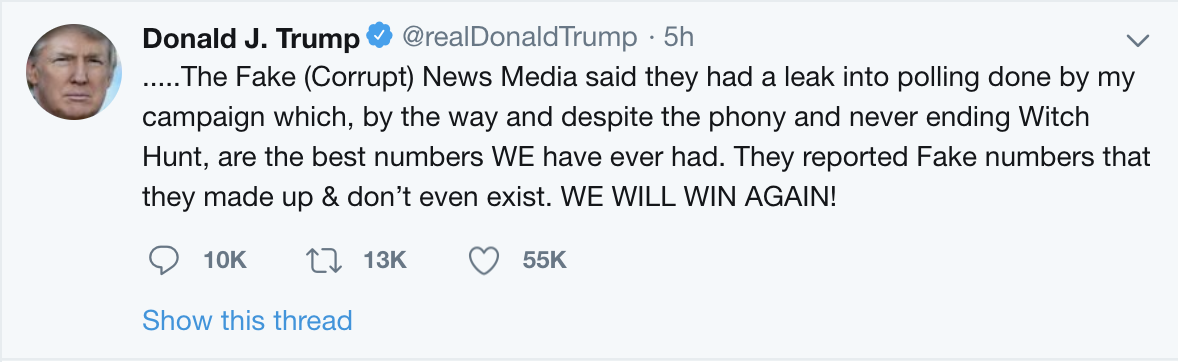 Donald J. Trump @realDonaldTrump · 5h
.....The Fake (Corrupt) News Media said they had a leak into polling done by my
campaign which, by the way and despite the phony and never ending Witch
Hunt, are the best numbers WE have ever had. They reported Fake numbers that
they made up & don’t even exist. WE WILL WIN AGAIN!
10K 13K 55K
Show this thread